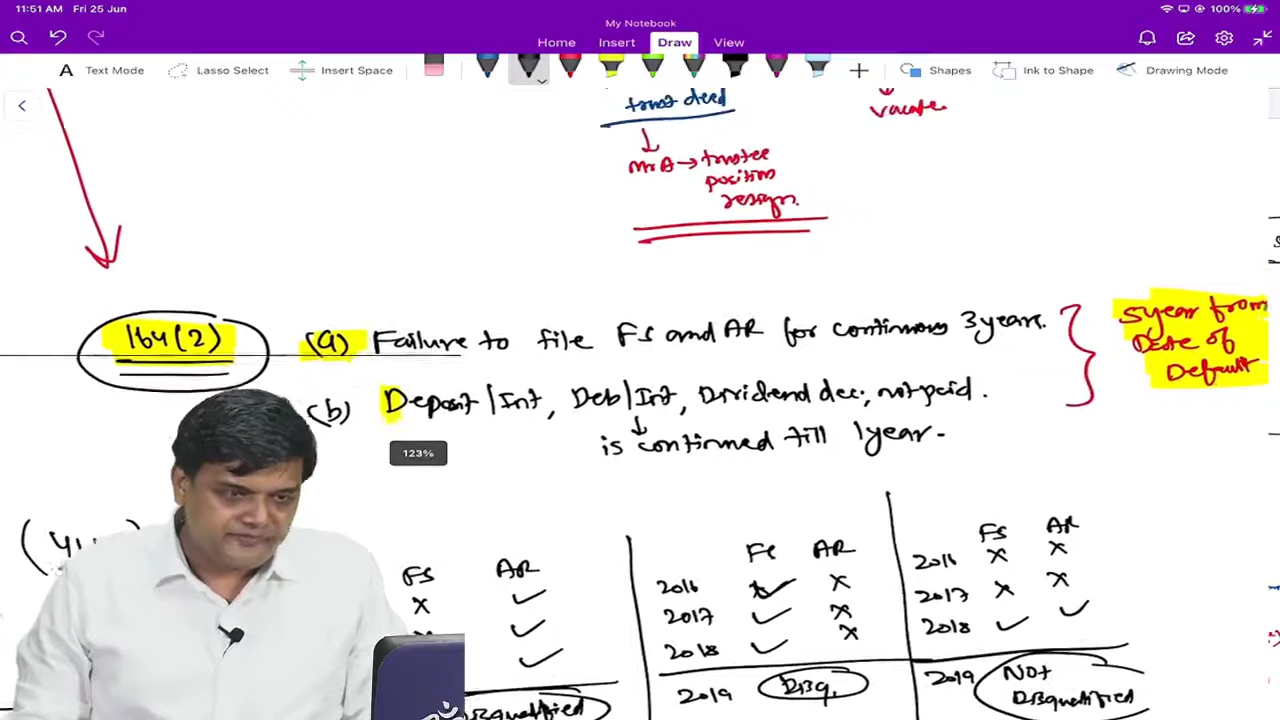 11:51 AM Fri 25 Jun
100%
My Notebook
Home Insert Draw View
Text Mode Lasso Select Insert Space Shapes Ink to Shape Drawing Mode
trust deed
vacate
Mr A → trustee
position
resign.
164(2)
(a) Failure to file FS and AR for continuous 3 years.
5 year from
Date of
Default
(b) Deposit/Int, Deb/Int, Dividend dec, not paid.
is continued till 1 year.
123%
FS AR
x ✓
✓
✓
Disqualified
FS AR
2016 ✓ x
2017 ✓ x
2018 ✓ x
2019 Disq.
FS AR
2016 x x
2017 x x
2018 ✓ ✓
2019 Not
Disqualified